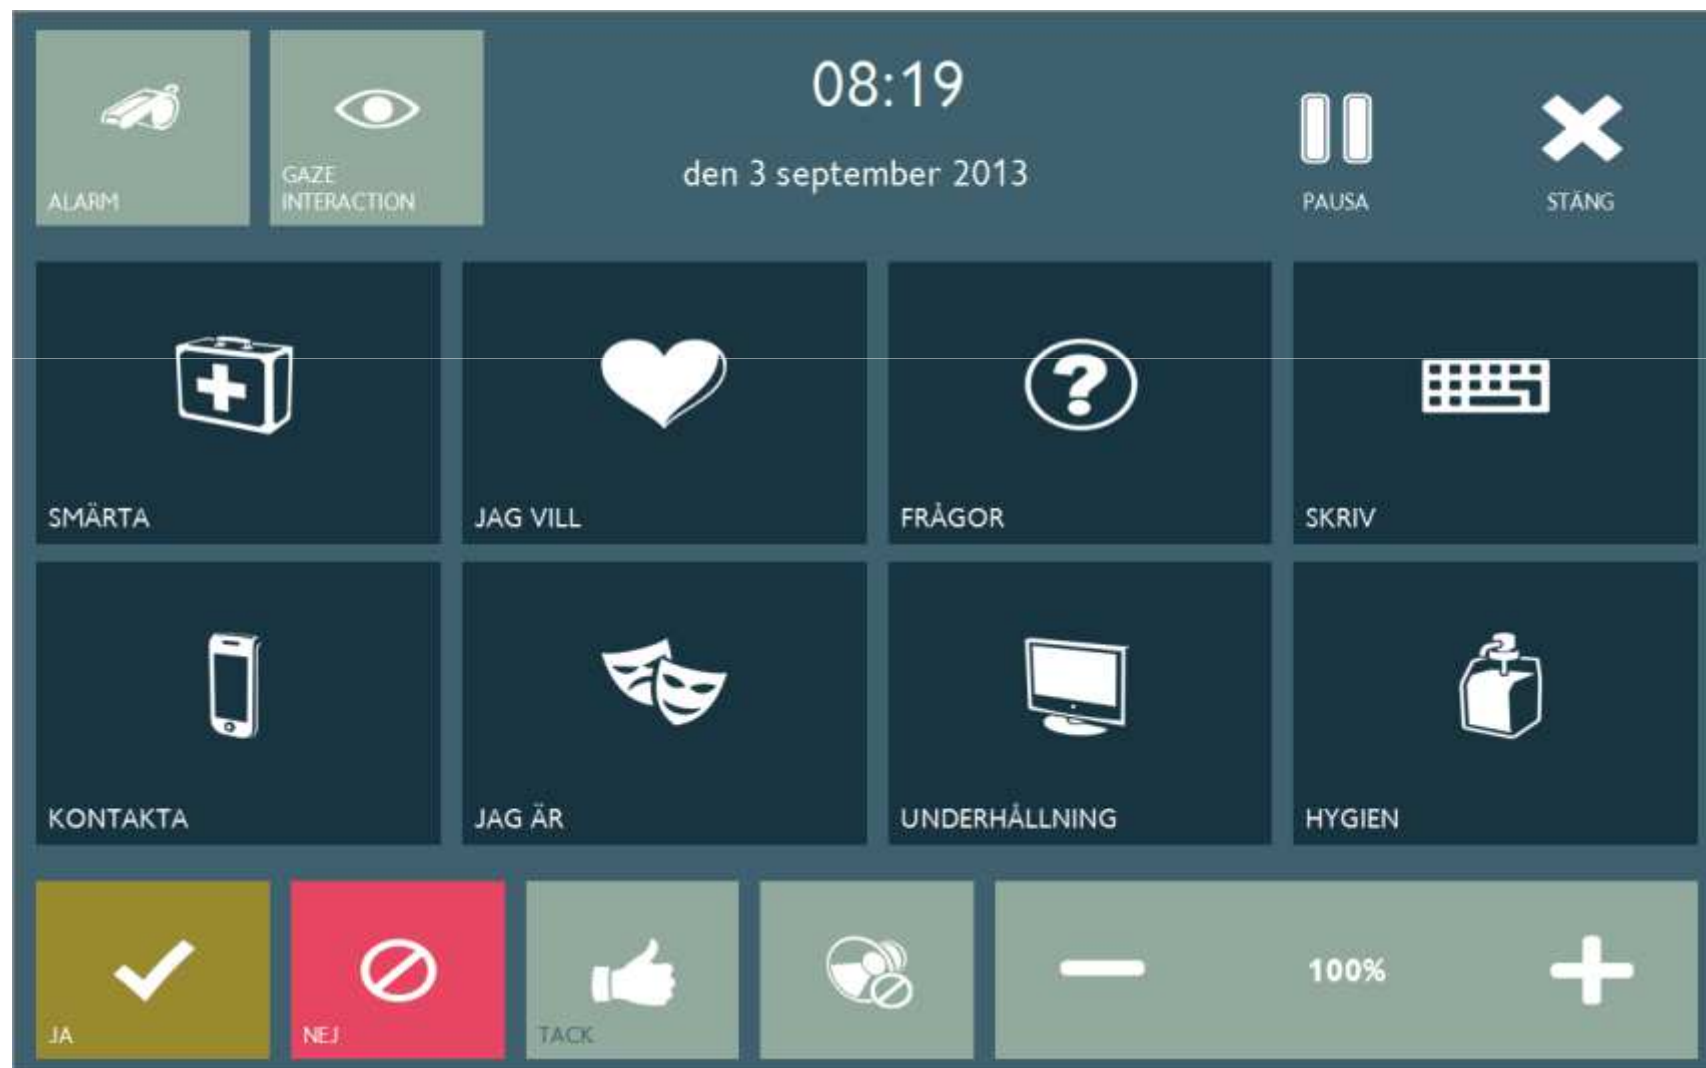 08:19
den 3 september 2013
ALARM
GAZE
INTERACTION
PAUSA
STÄNG
SMÄRTA
JAG VILL
FRÅGOR
SKRIV
KONTAKTA
JAG ÄR
UNDERHÅLLNING
HYGIEN
JA
NEJ
TACK
100%